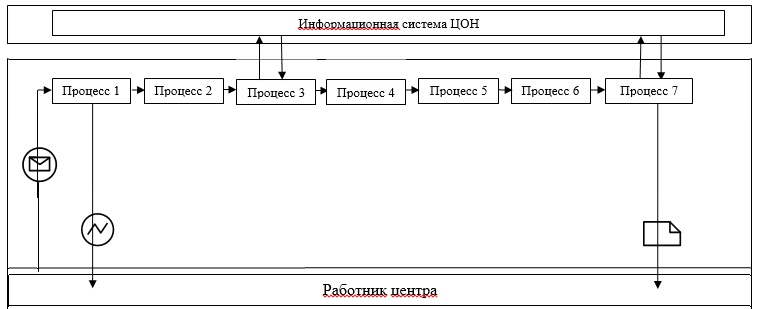 Информационная система ЦОН
Процесс 1 Процесс 2 Процесс 3 Процесс 4 Процесс 5 Процесс 6 Процесс 7
Работник центра